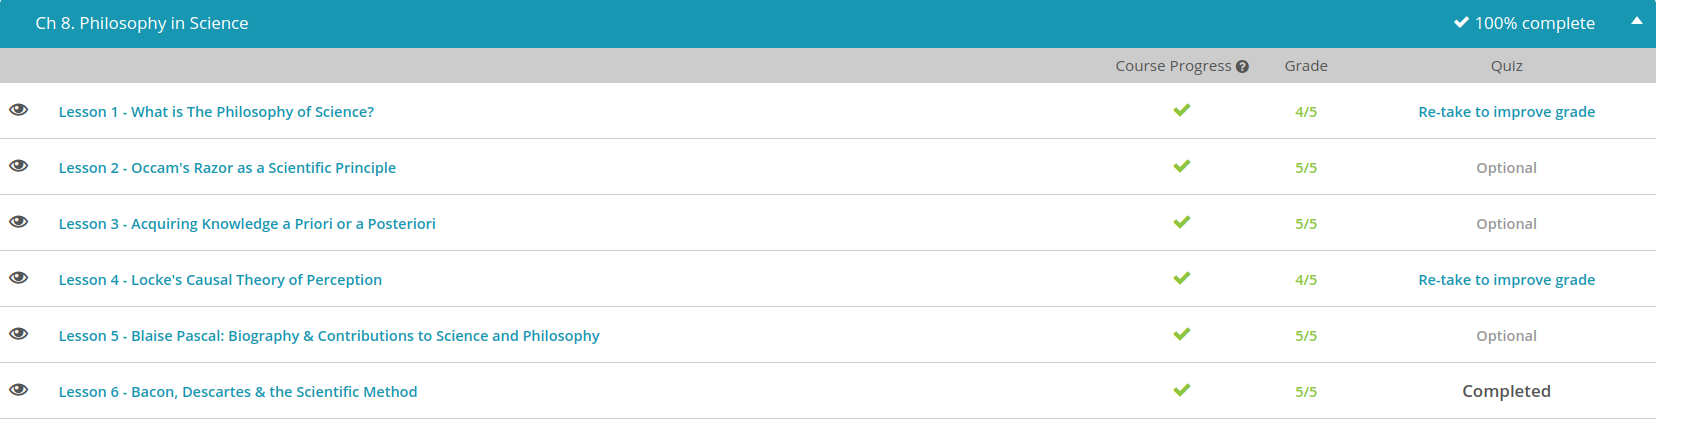 Ch 8. Philosophy in Science 100% complete
Course Progress Grade Quiz
Lesson 1 - What is The Philosophy of Science? 4/5 Re-take to improve grade
Lesson 2 - Occam's Razor as a Scientific Principle 5/5 Optional
Lesson 3 - Acquiring Knowledge a Priori or a Posteriori 5/5 Optional
Lesson 4 - Locke's Causal Theory of Perception 4/5 Re-take to improve grade
Lesson 5 - Blaise Pascal: Biography & Contributions to Science and Philosophy 5/5 Optional
Lesson 6 - Bacon, Descartes & the Scientific Method 5/5 Completed